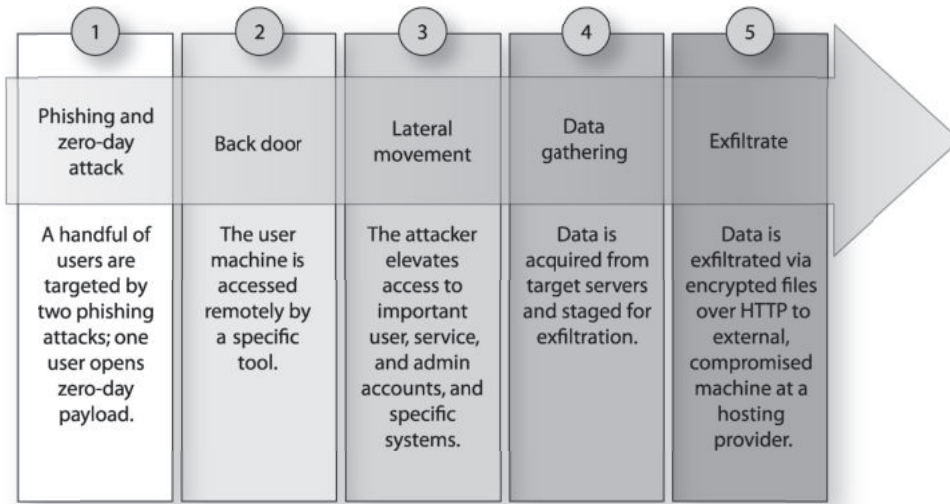 1
Phishing and
zero-day
attack
A handful of
users are
targeted by
two phishing
attacks; one
user opens
zero-day
payload.
2
Back door
The user
machine is
accessed
remotely by
a specific
tool.
3
Lateral
movement
The attacker
elevates
access to
important
user, service,
and admin
accounts, and
specific
systems.
4
Data
gathering
Data is
acquired from
target servers
and staged for
exfiltration.
5
Exfiltrate
Data is
exfiltrated via
encrypted files
over HTTP to
external,
compromised
machine at a
hosting
provider.